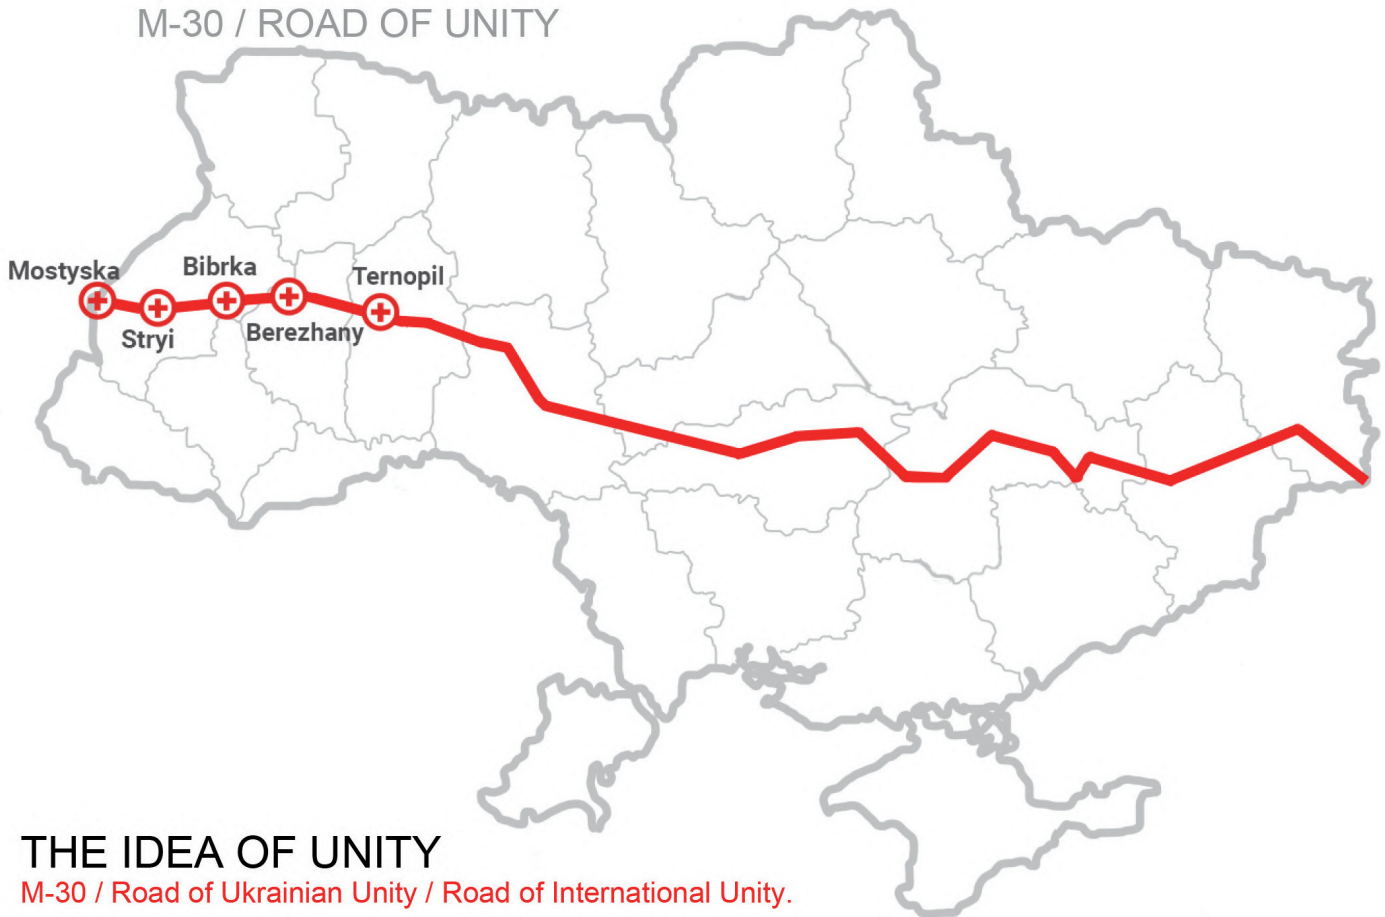 M-30 / ROAD OF UNITY
Mostyska
Bibrka
Ternopil
Stryi
Berezhany
THE IDEA OF UNITY
M-30 / Road of Ukrainian Unity / Road of International Unity.